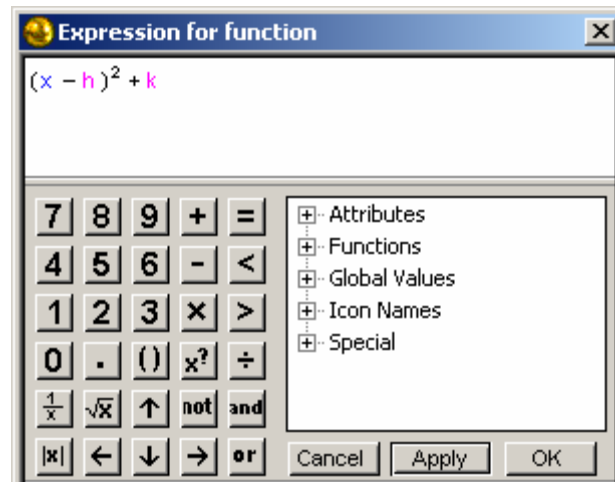 Expression for function
(x − h)² + k
7 8 9 + =
4 5 6 - <
1 2 3 × >
0 . () x? ÷
1/x √x ↑ not and
|x| ← ↓ → or
Attributes
Functions
Global Values
Icon Names
Special
Cancel Apply OK